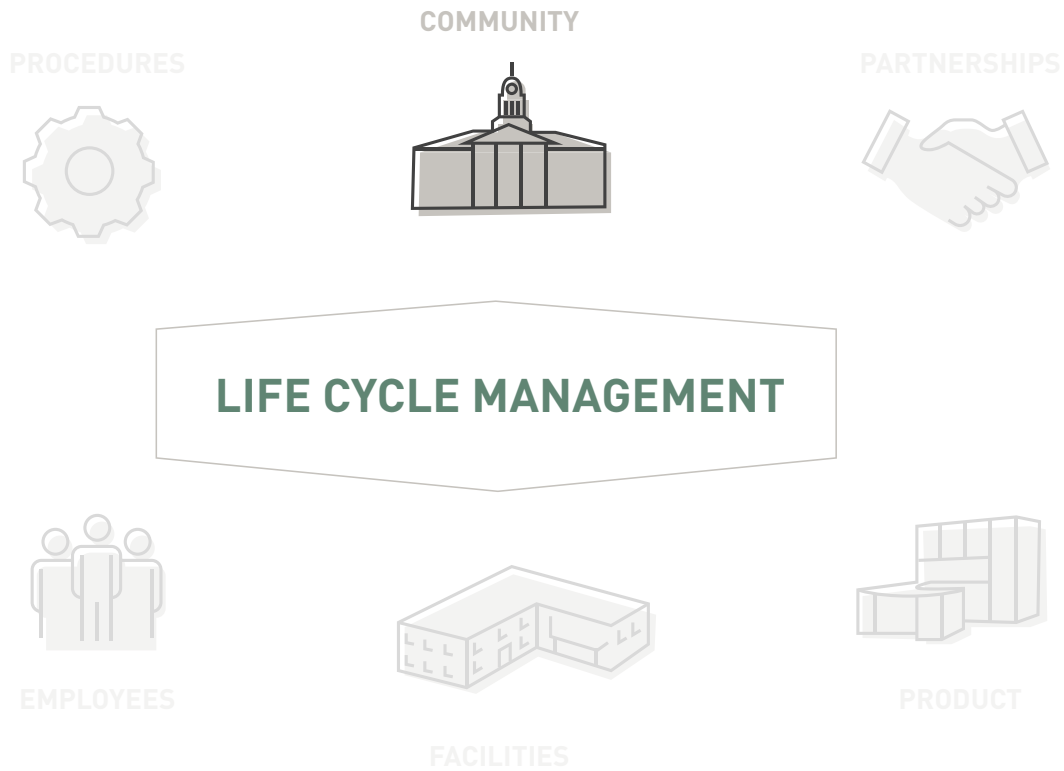 COMMUNITY
PROCEDURES
PARTNERSHIPS
LIFE CYCLE MANAGEMENT
EMPLOYEES
PRODUCT
FACILITIES